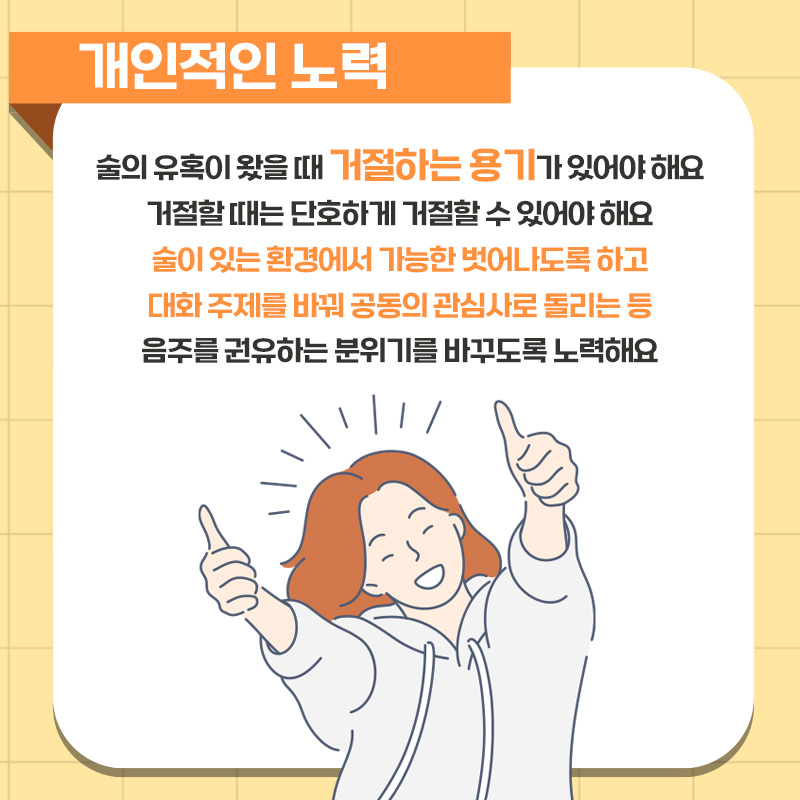 개인적인 노력
술의 유혹이 왔을 때 거절하는 용기가 있어야 해요
거절할 때는 단호하게 거절할 수 있어야 해요
술이 있는 환경에서 가능한 벗어나도록 하고
대화 주제를 바꿔 공동의 관심사로 돌리는 등
음주를 권유하는 분위기를 바꾸도록 노력해요